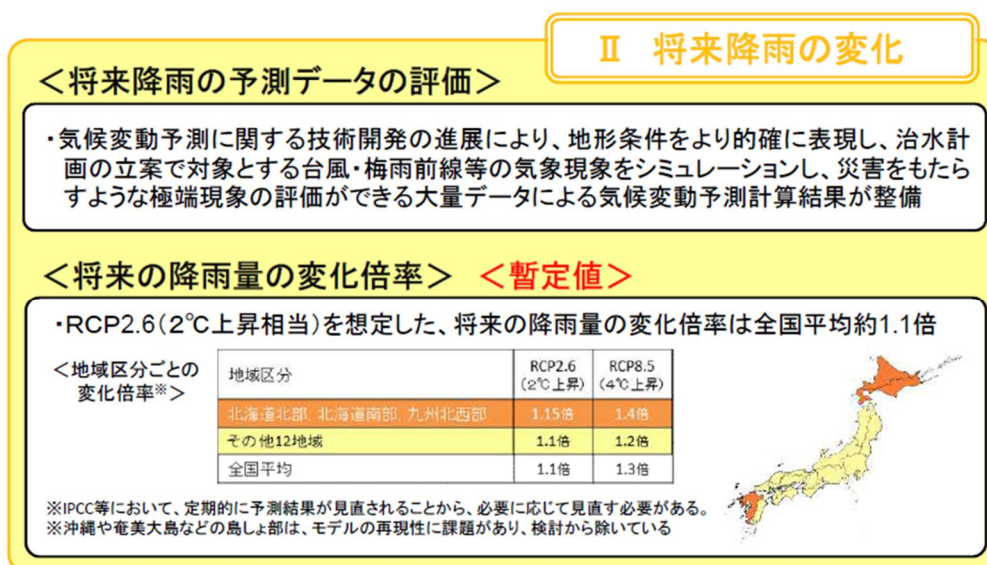 Ⅱ 将来降雨の変化
＜将来降雨の予測データの評価＞
・気候変動予測に関する技術開発の進展により、地形条件をより的確に表現し、治水計
画の立案で対象とする台風・梅雨前線等の気象現象をシミュレーションし、災害をもたら
すような極端現象の評価ができる大量データによる気候変動予測計算結果が整備
＜将来の降雨量の変化倍率＞ ＜暫定値＞
・RCP2.6(2℃上昇相当)を想定した、将来の降雨量の変化倍率は全国平均約1.1倍
＜地域区分ごとの
変化倍率※＞
地域区分 RCP2.6 RCP8.5
(2℃上昇) (4℃上昇)
北海道北部、北海道南部、九州北西部 1.15倍 1.4倍
その他12地域 1.1倍 1.2倍
全国平均 1.1倍 1.3倍
※IPCC等において、定期的に予測結果が見直されることから、必要に応じて見直す必要がある。
※沖縄や奄美大島などの島しょ部は、モデルの再現性に課題があり、検討から除いている